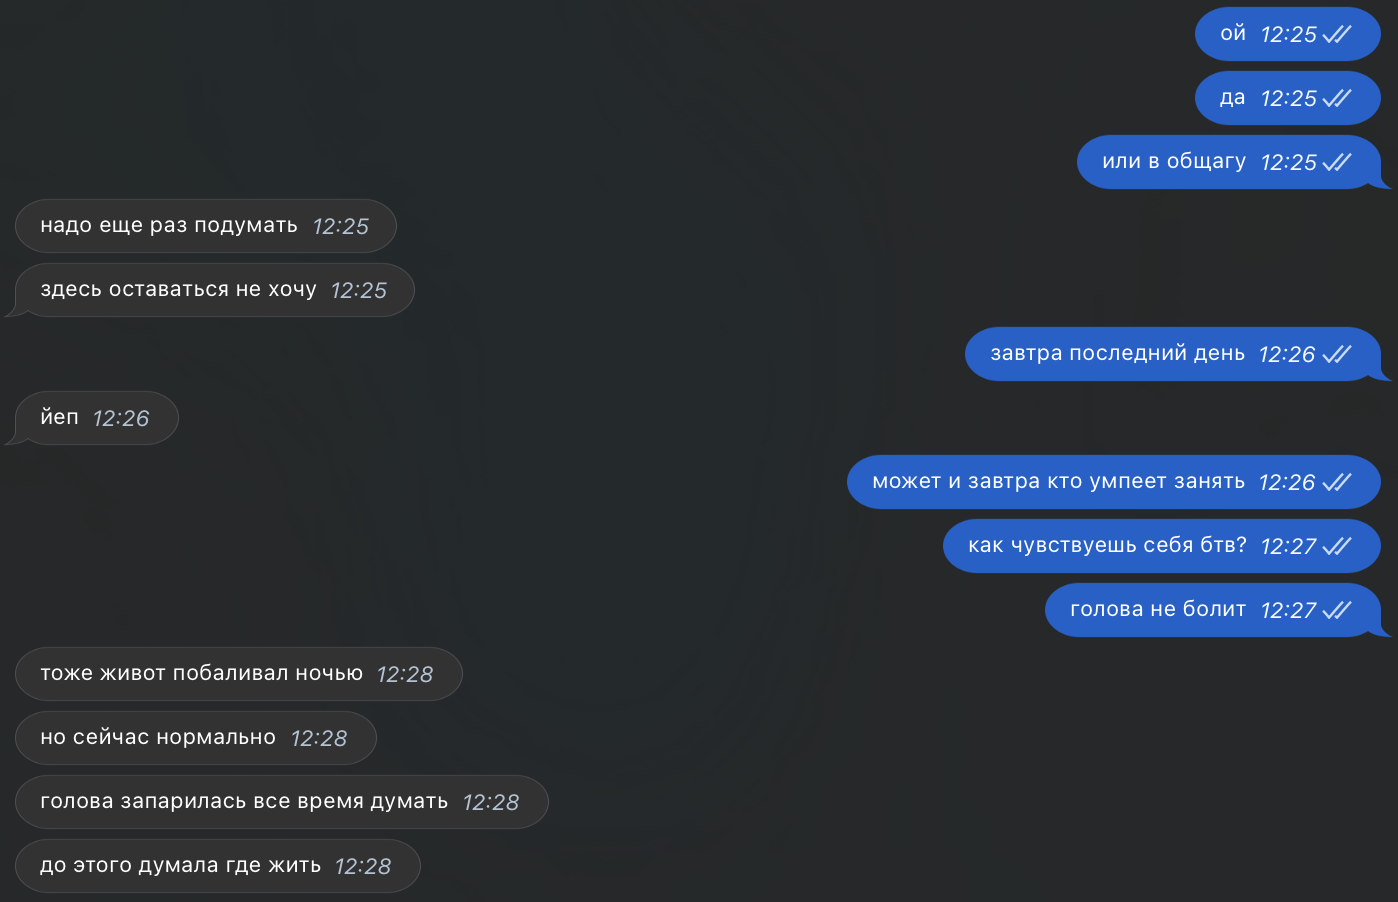 ой 12:25
да 12:25
или в общагу 12:25
надо еще раз подумать 12:25
здесь оставаться не хочу 12:25
завтра последний день 12:26
йеп 12:26
может и завтра кто умпеет занять 12:26
как чувствуешь себя бтв? 12:27
голова не болит 12:27
тоже живот побаливал ночью 12:28
но сейчас нормально 12:28
голова запарилась все время думать 12:28
до этого думала где жить 12:28